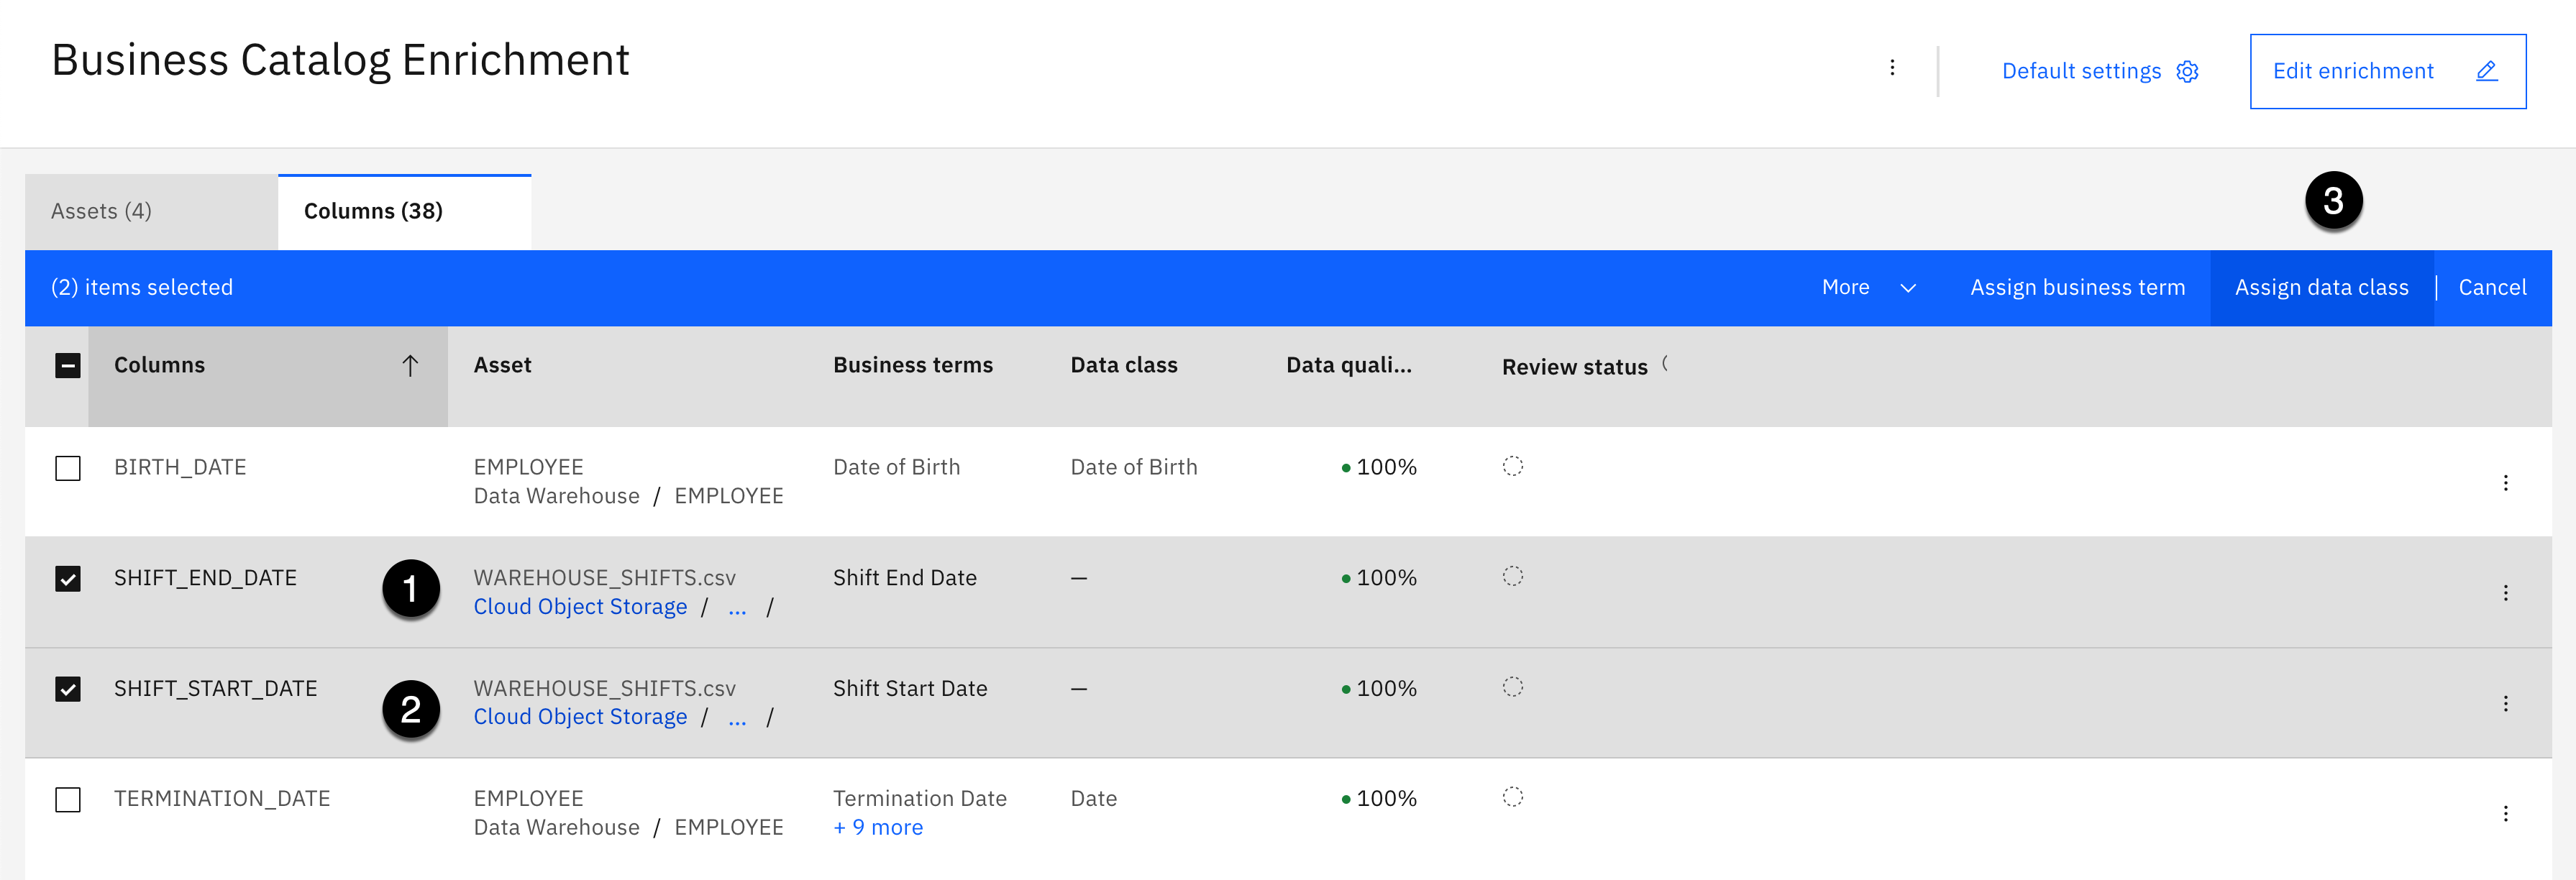 Business Catalog Enrichment
Default settings
Edit enrichment
Assets (4)
Columns (38)
3
(2) items selected
More
Assign business term
Assign data class
Cancel
Columns
Asset
Business terms
Data class
Data quali...
Review status
BIRTH_DATE
EMPLOYEE
Data Warehouse / EMPLOYEE
Date of Birth
Date of Birth
100%
SHIFT_END_DATE
1
WAREHOUSE_SHIFTS.csv
Cloud Object Storage / ... /
Shift End Date
—
100%
SHIFT_START_DATE
2
WAREHOUSE_SHIFTS.csv
Cloud Object Storage / ... /
Shift Start Date
—
100%
TERMINATION_DATE
EMPLOYEE
Data Warehouse / EMPLOYEE
Termination Date
+ 9 more
Date
100%